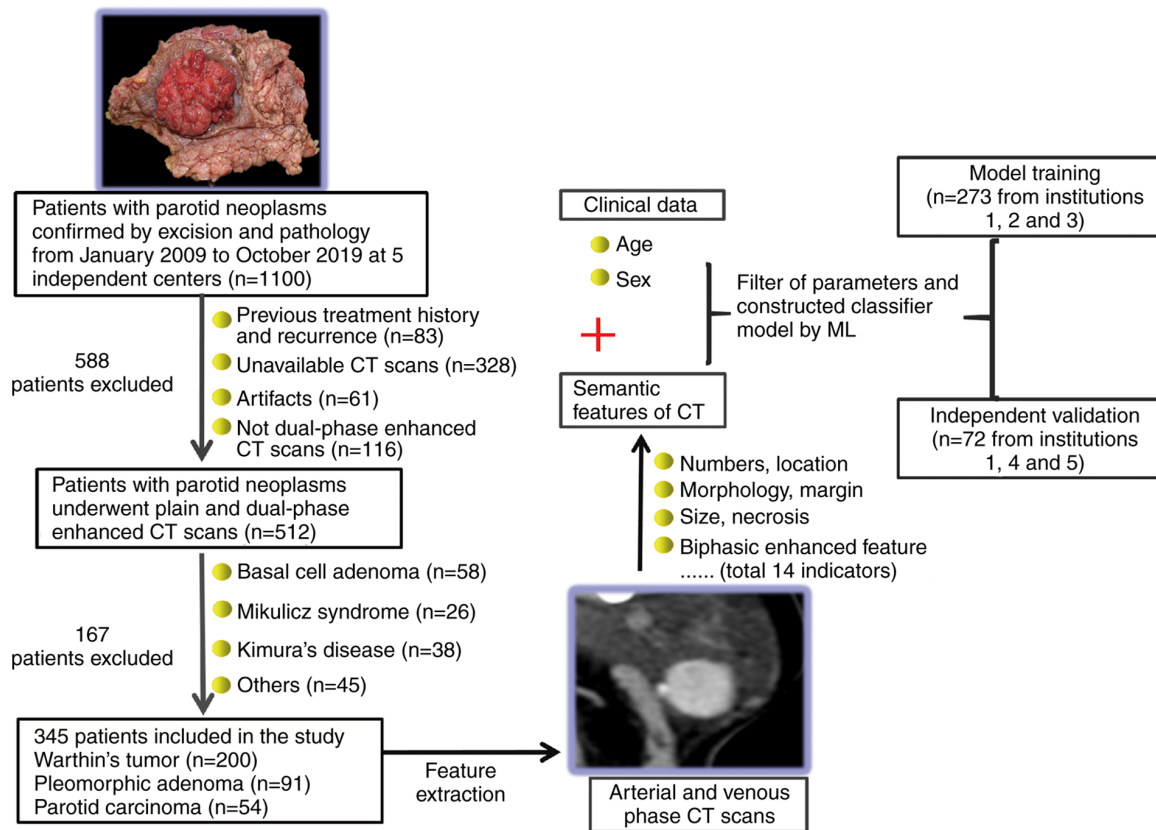 Patients with parotid neoplasms
confirmed by excision and pathology
from January 2009 to October 2019 at 5
independent centers (n=1100)
588
patients excluded
Previous treatment history
and recurrence (n=83)
Unavailable CT scans (n=328)
Artifacts (n=61)
Not dual-phase enhanced
CT scans (n=116)
Patients with parotid neoplasms
underwent plain and dual-phase
enhanced CT scans (n=512)
167
patients excluded
Basal cell adenoma (n=58)
Mikulicz syndrome (n=26)
Kimura’s disease (n=38)
Others (n=45)
345 patients included in the study
Warthin’s tumor (n=200)
Pleomorphic adenoma (n=91)
Parotid carcinoma (n=54)
Feature
extraction
Arterial and venous
phase CT scans
Numbers, location
Morphology, margin
Size, necrosis
Biphasic enhanced feature
...... (total 14 indicators)
Semantic
features of CT
Clinical data
Age
Sex
Filter of parameters and
constructed classifier
model by ML
Model training
(n=273 from institutions
1, 2 and 3)
Independent validation
(n=72 from institutions
1, 4 and 5)